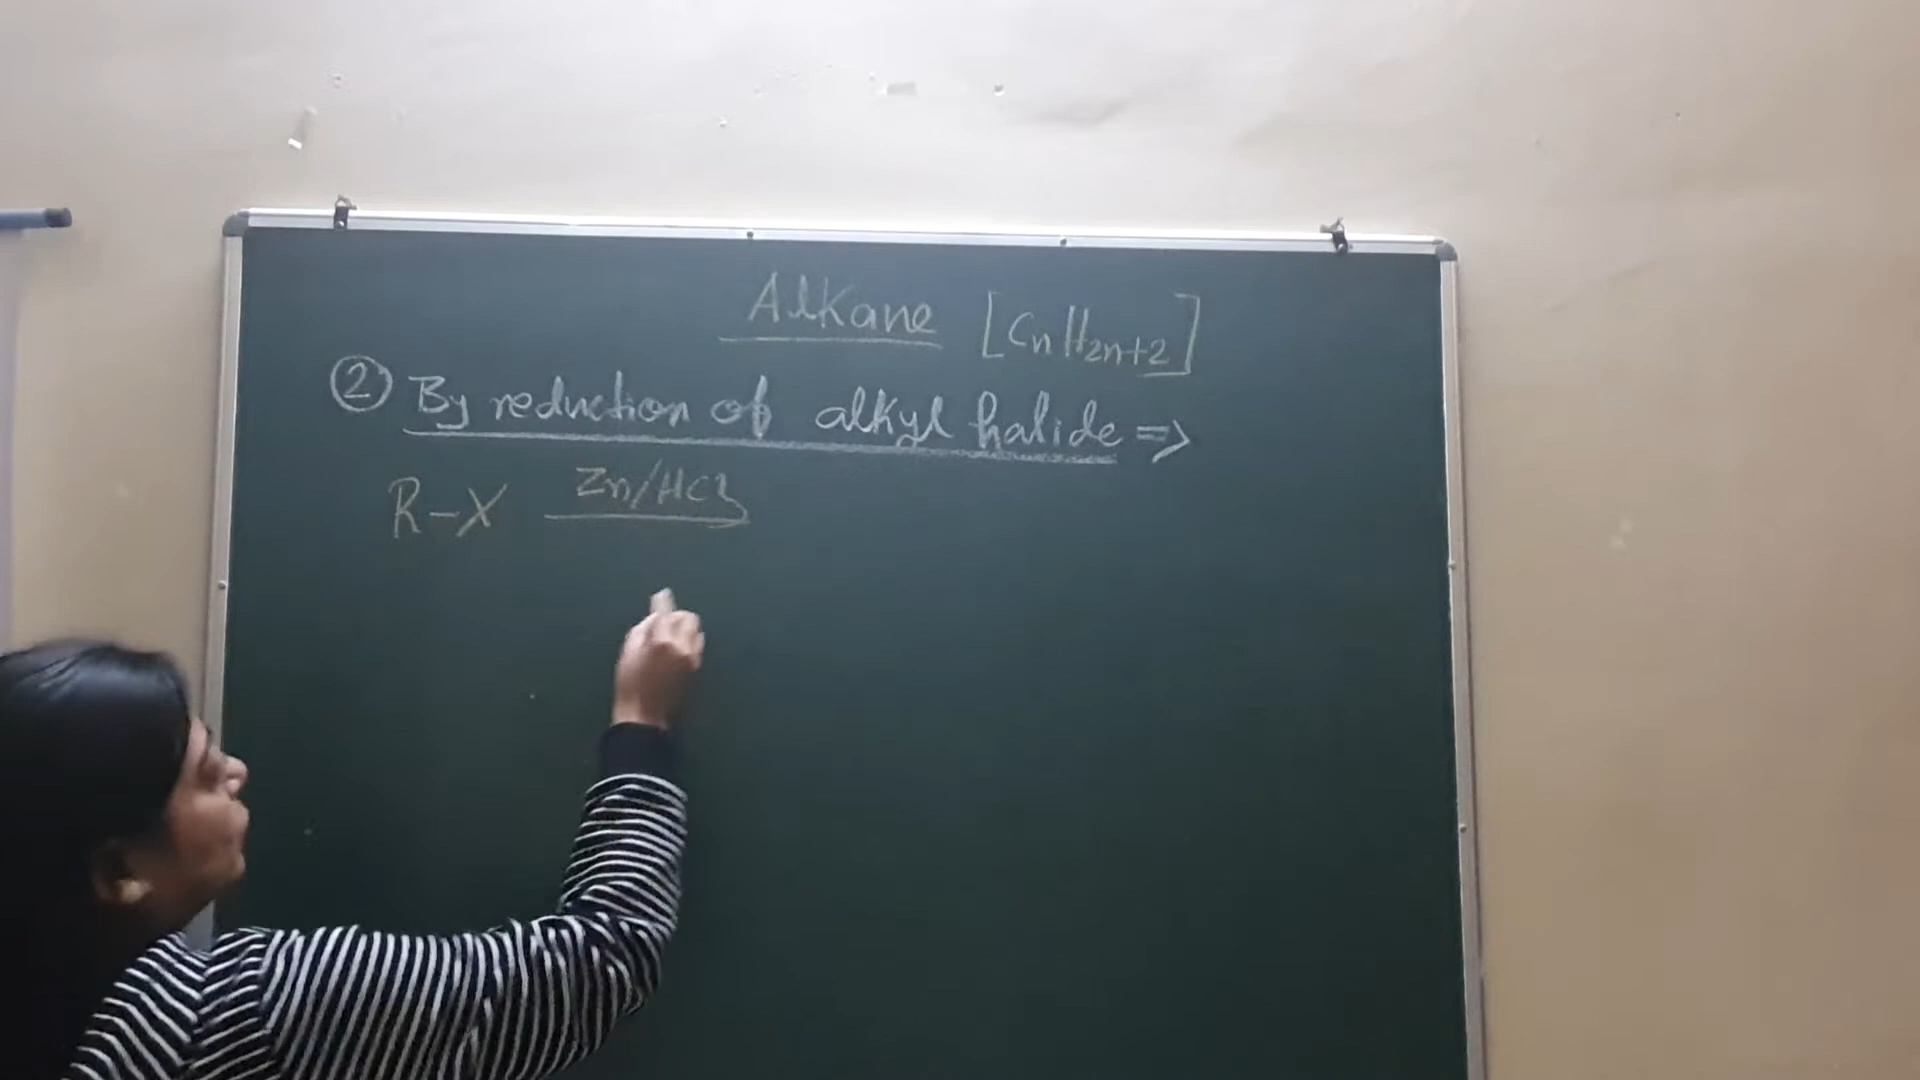 Alkane [CnH2n+2]
② By reduction of alkyl halide =>
R-X Zn/HCl